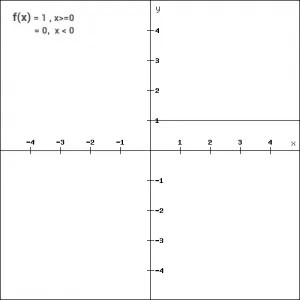 f(x) = 1 , x>=0
= 0, x < 0
y
4
3
2
1
-4 -3 -2 -1 1 2 3 4 x
-1
-2
-3
-4